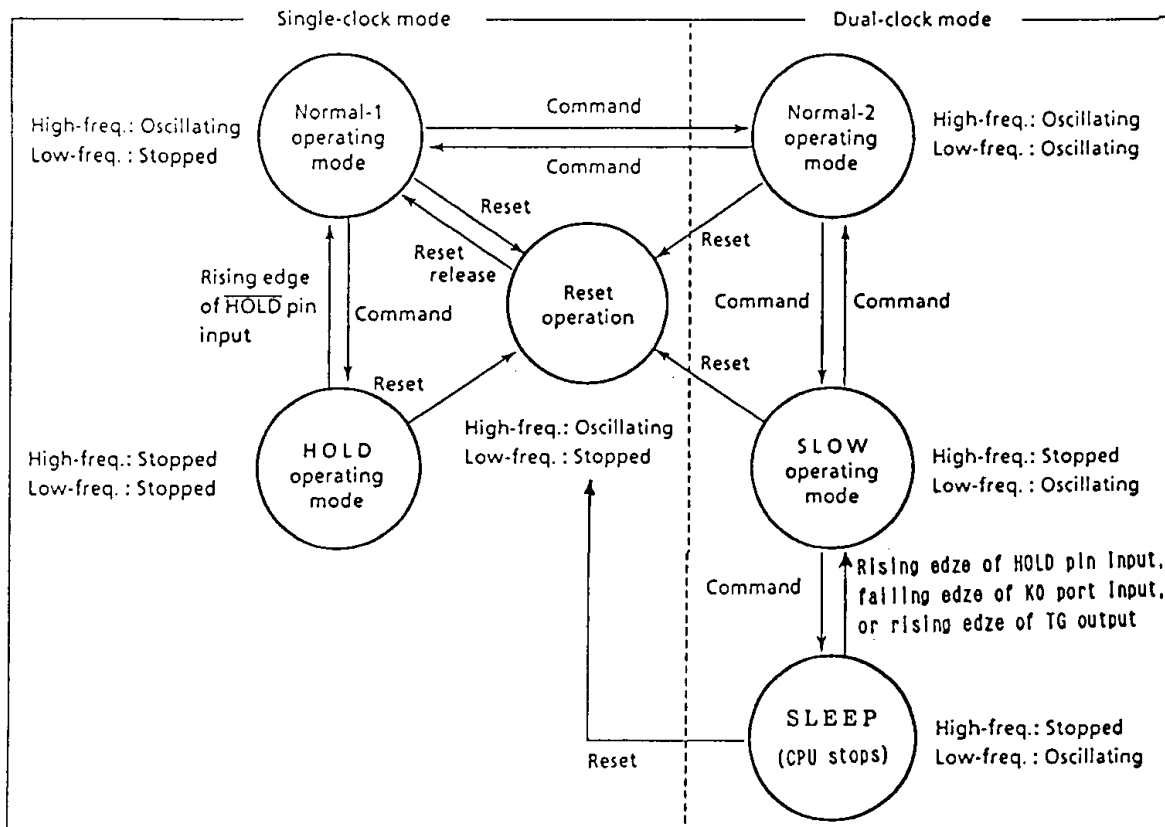 Single-clock mode
Dual-clock mode
Normal-1
operating
mode
High-freq.: Oscillating
Low-freq. : Stopped
Command
Command
Normal-2
operating
mode
High-freq.: Oscillating
Low-freq. : Oscillating
Reset
Reset
release
Reset
Reset
operation
Rising edge
of HOLD pin
input
Command
Command
Command
Reset
Reset
HOLD
operating
mode
High-freq.: Stopped
Low-freq. : Stopped
High-freq.: Oscillating
Low-freq. : Stopped
SLOW
operating
mode
High-freq.: Stopped
Low-freq. : Oscillating
Command
Rising edze of HOLD pin Input,
failing edze of K0 port Input,
or rising edze of TG output
SLEEP
(CPU stops)
High-freq.: Stopped
Low-freq. : Oscillating
Reset